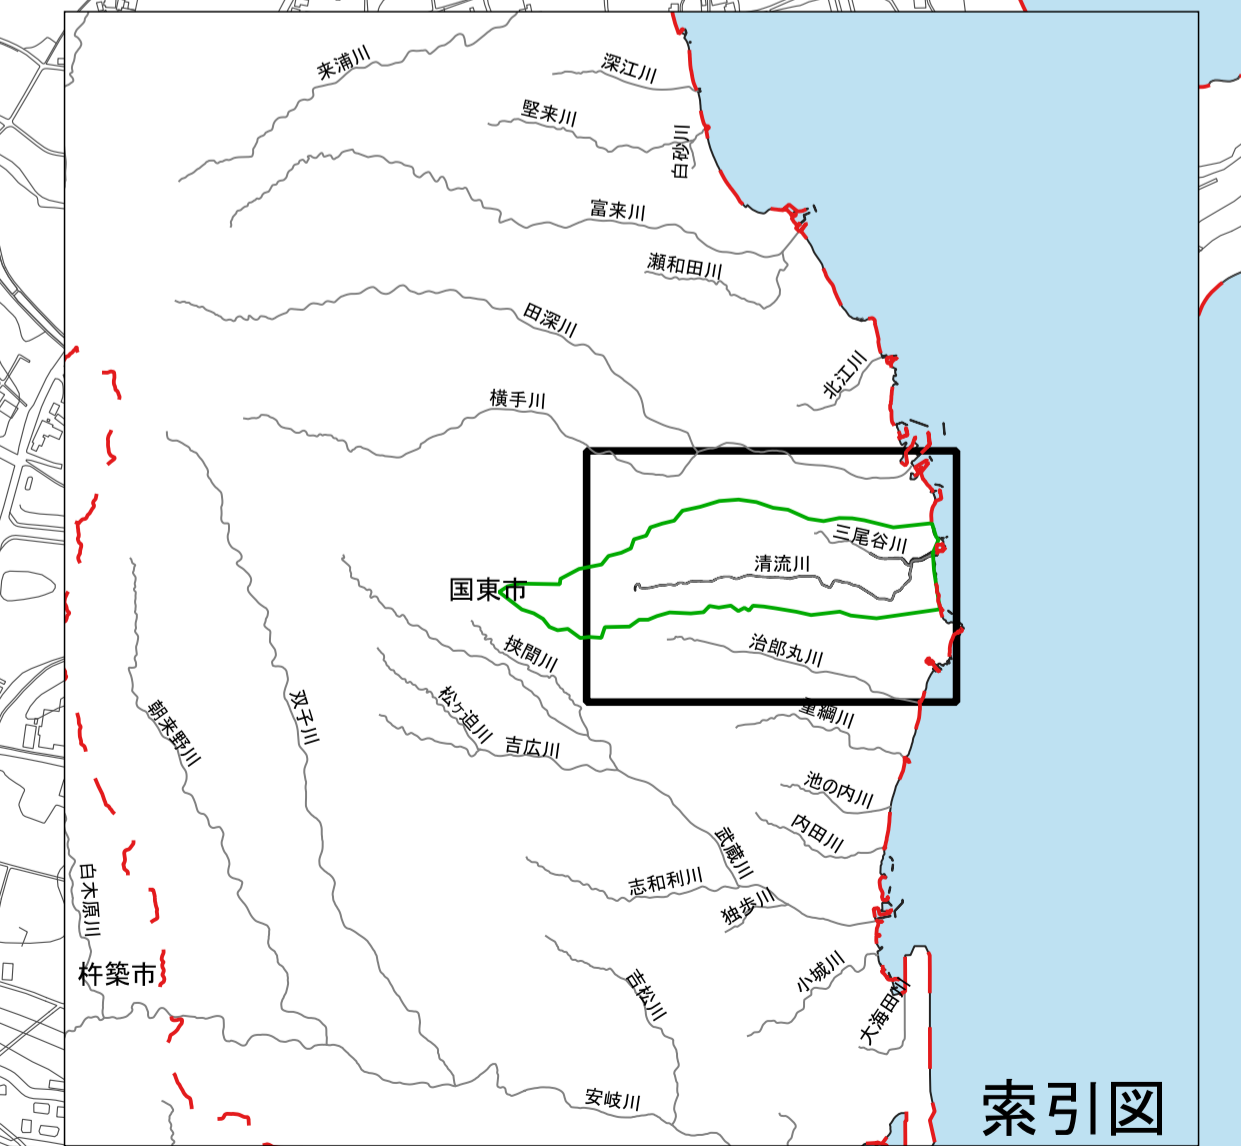 来浦川
深江川
堅来川
白砂川
富来川
瀬和田川
田深川
北江川
横手川
三尾谷川
清流川
国東市
治郎丸川
挟間川
松ヶ迫川
双子川
朝来野川
吉広川
重綱川
池の内川
内田川
武蔵川
志和利川
独歩川
白木原川
杵築市
小城川
吉松川
大海田川
安岐川
索引図